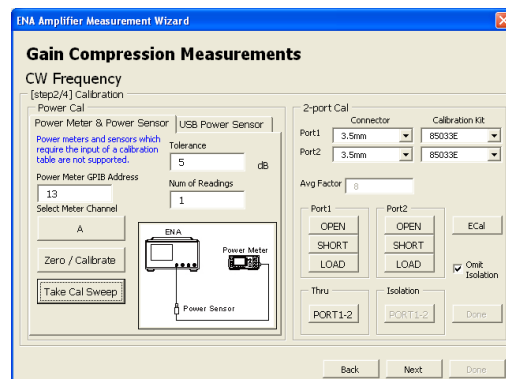 ENA Amplifier Measurement Wizard
Gain Compression Measurements
CW Frequency
[step2/4] Calibration
Power Cal
Power Meter & Power Sensor
USB Power Sensor
Power meters and sensors which
require the input of a calibration
table are not supported.
Tolerance
5
dB
Power Meter GPIB Address
13
Num of Readings
1
Select Meter Channel
A
Zero / Calibrate
Take Cal Sweep
ENA
Power Meter
Power Sensor
2-port Cal
Connector
Calibration Kit
Port1
3.5mm
85033E
Port2
3.5mm
85033E
Avg Factor
8
Port1
OPEN
SHORT
LOAD
Port2
OPEN
SHORT
LOAD
ECal
Omit
Isolation
Thru
PORT1-2
Isolation
PORT1-2
Done
Back
Next
Done